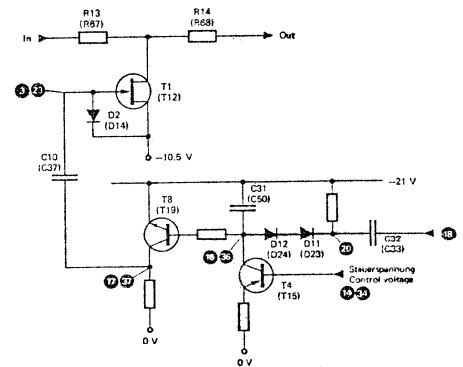 R13
(R67)
R14
(R68)
In
Out
3 23
T1
(T12)
D2
(D14)
−10.5 V
C10
(C37)
−21 V
T8
(T19)
C31
(C50)
D12
(D24)
D11
(D23)
20
C32
(C33)
48
16 36
17 37
T4
(T15)
Steuerspannung
Control voltage
14 34
0 V
0 V